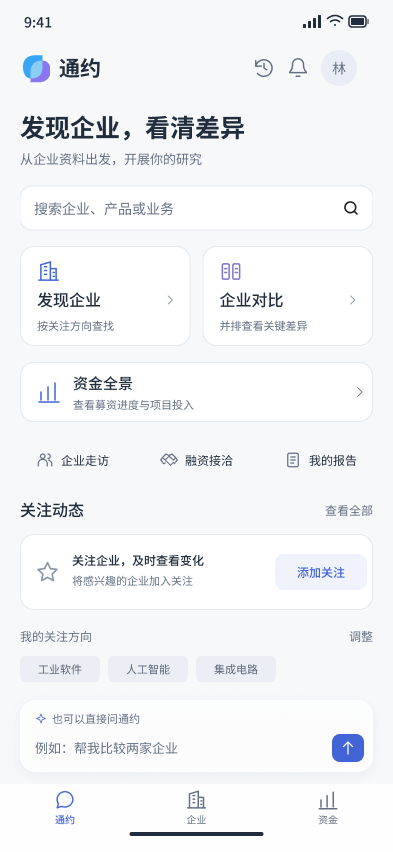 9:41
通约
林
发现企业，看清差异
从企业资料出发，开展你的研究
搜索企业、产品或业务
发现企业
按关注方向查找
企业对比
并排查看关键差异
资金全景
查看募资进度与项目投入
企业走访
融资接洽
我的报告
关注动态
查看全部
关注企业，及时查看变化
将感兴趣的企业加入关注
添加关注
我的关注方向
调整
工业软件
人工智能
集成电路
也可以直接问通约
例如：帮我比较两家企业
通约
企业
资金